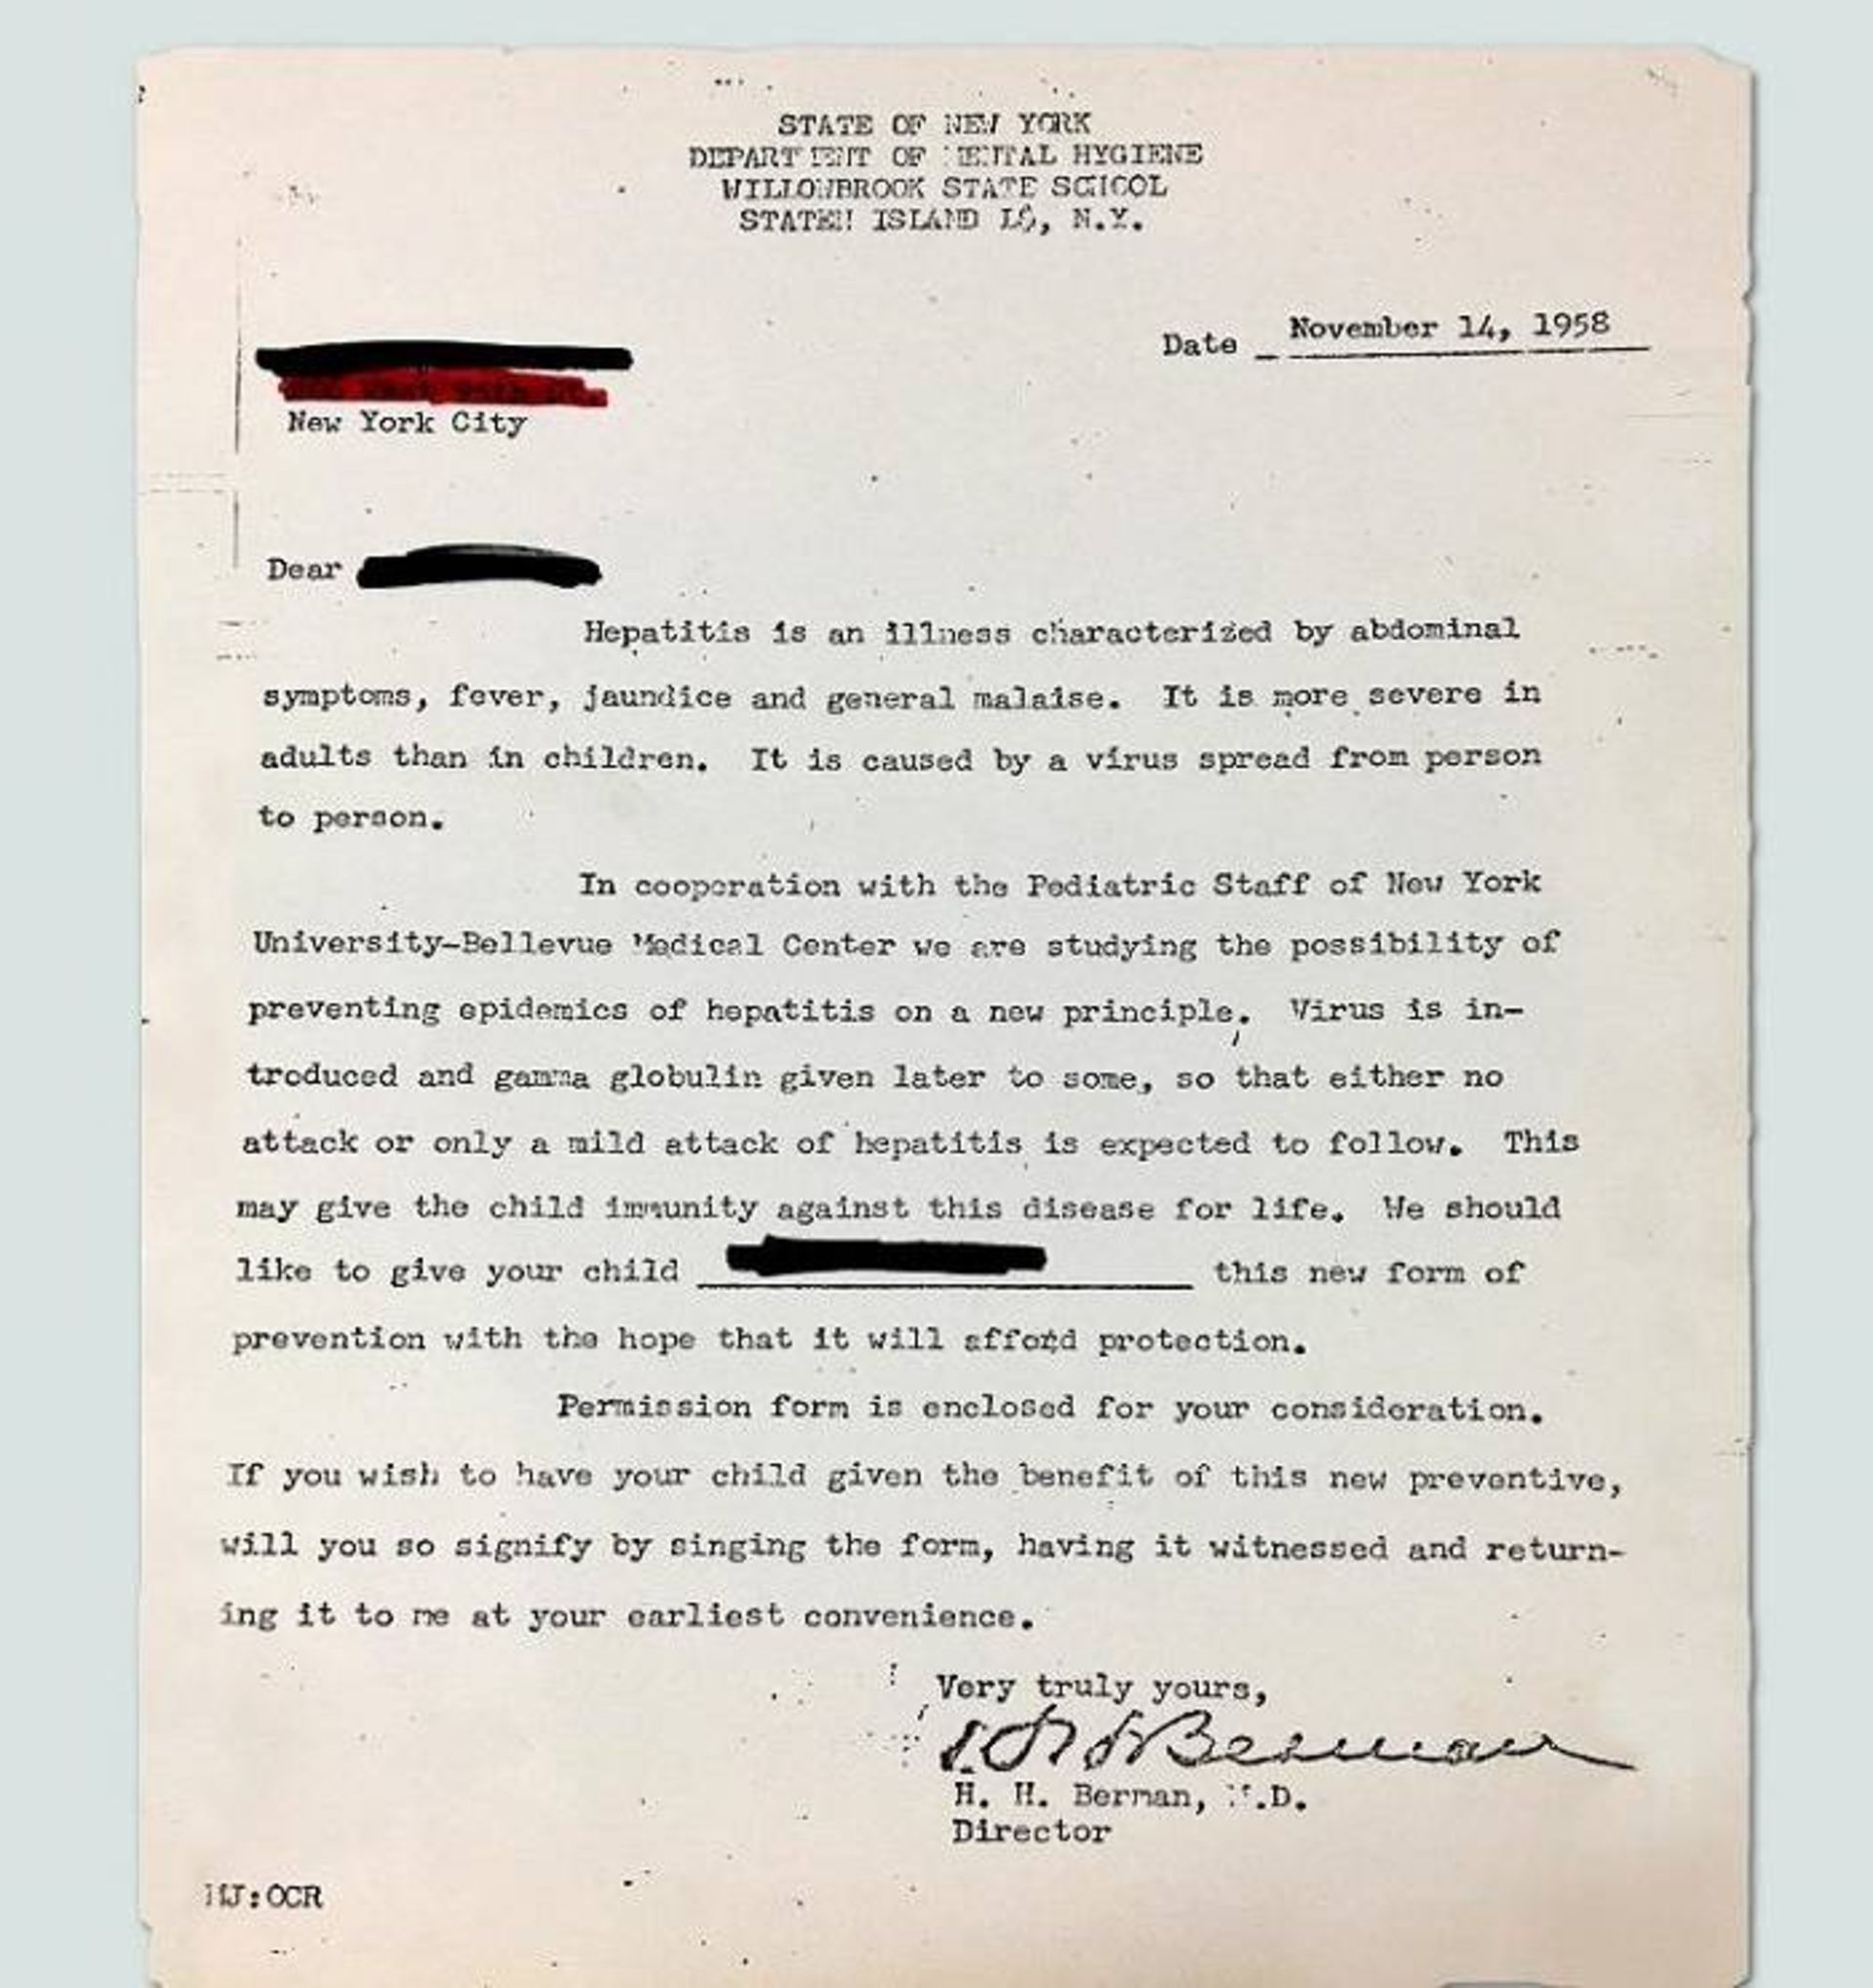 STATE OF NEW YORK
DEPARTMENT OF MENTAL HYGIENE
WILLOWBROOK STATE SCHOOL
STATEN ISLAND N.Y.
Date November 14, 1958
New York City
Dear
Hepatitis is an illness characterized by abdominal
symptoms, fever, jaundice and general malaise. It is more severe in
adults than in children. It is caused by a virus spread from person
to person.
In cooperation with the Pediatric Staff of New York
University-Bellevue Medical Center we are studying the possibility of
preventing epidemics of hepatitis on a new principle. Virus is in-
troduced and gamma globulin given later to some, so that either no
attack or only a mild attack of hepatitis is expected to follow. This
may give the child immunity against this disease for life. We should
like to give your child this new form of
prevention with the hope that it will afford protection.
Permission form is enclosed for your consideration.
If you wish to have your child given the benefit of this new preventive,
will you so signify by singing the form, having it witnessed and return-
ing it to me at your earliest convenience.
Very truly yours,
H H Berman
H. H. Berman, M.D.
Director
:OCR